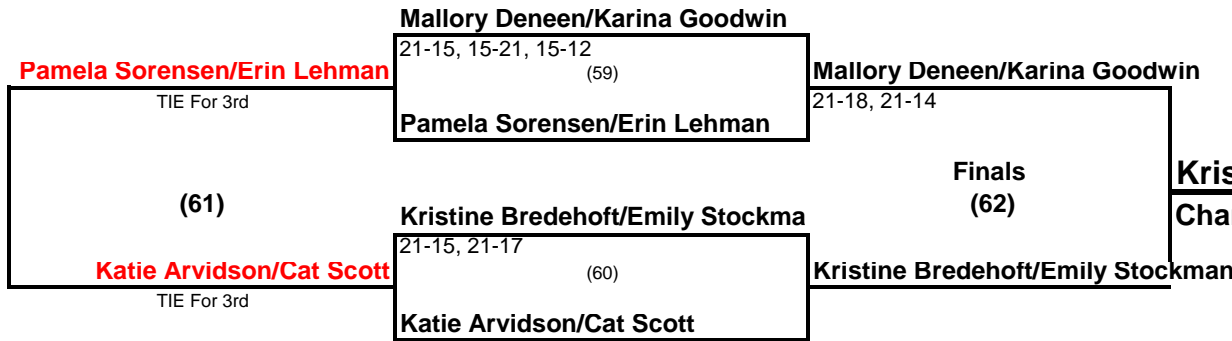 Mallory Deneen/Karina Goodwin
21-15, 15-21, 15-12
Pamela Sorensen/Erin Lehman
(59)
Mallory Deneen/Karina Goodwin
TIE For 3rd
21-18, 21-14
Pamela Sorensen/Erin Lehman
Finals
Kris
(61)
(62)
Kristine Bredehoft/Emily Stockma
Cha
21-15, 21-17
Katie Arvidson/Cat Scott
(60)
Kristine Bredehoft/Emily Stockman
TIE For 3rd
Katie Arvidson/Cat Scott